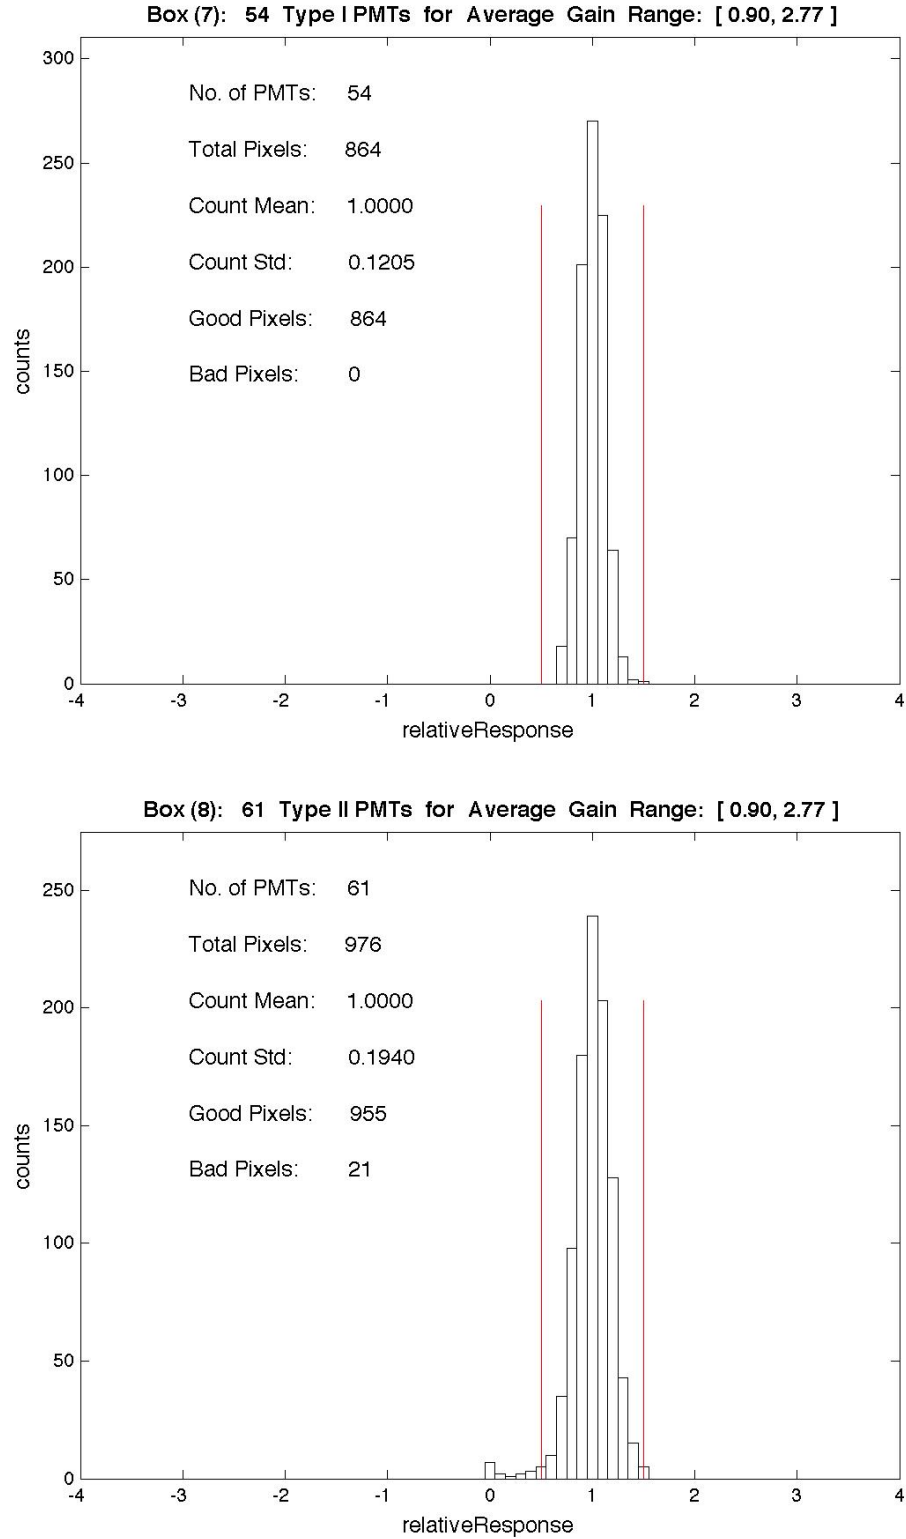 Box (7): 54 Type I PMTs for Average Gain Range: [ 0.90, 2.77 ]
300
250
200
150
100
50
0
counts
No. of PMTs: 54
Total Pixels: 864
Count Mean: 1.0000
Count Std: 0.1205
Good Pixels: 864
Bad Pixels: 0
-4 -3 -2 -1 0 1 2 3 4
relativeResponse
Box (8): 61 Type II PMTs for Average Gain Range: [ 0.90, 2.77 ]
250
200
150
100
50
0
counts
No. of PMTs: 61
Total Pixels: 976
Count Mean: 1.0000
Count Std: 0.1940
Good Pixels: 955
Bad Pixels: 21
-4 -3 -2 -1 0 1 2 3 4
relativeResponse